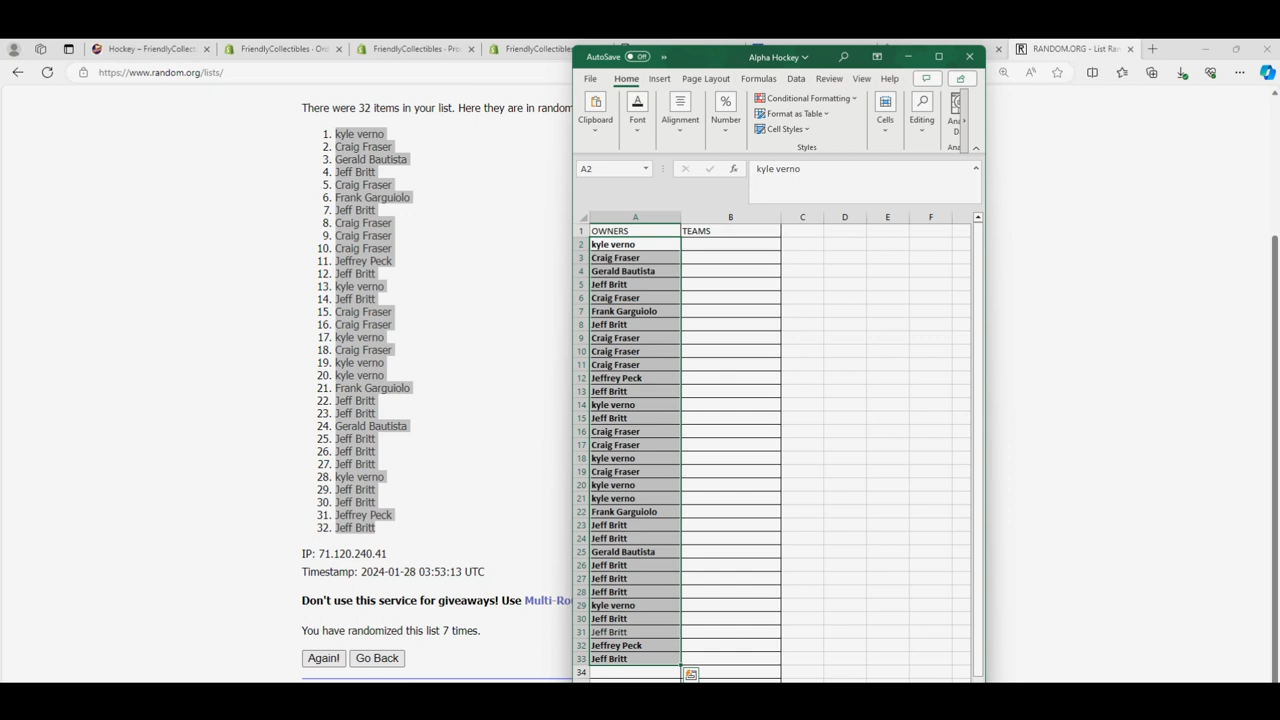 Hockey – FriendlyCollect
FriendlyCollectibles · Ord
FriendlyCollectibles · Pro
FriendlyCollectibles
RANDOM.ORG - List Ran
https://www.random.org/lists/
There were 32 items in your list. Here they are in random
1. kyle verno
2. Craig Fraser
3. Gerald Bautista
4. Jeff Britt
5. Craig Fraser
6. Frank Garguiolo
7. Jeff Britt
8. Craig Fraser
9. Craig Fraser
10. Craig Fraser
11. Jeffrey Peck
12. Jeff Britt
13. kyle verno
14. Jeff Britt
15. Craig Fraser
16. Craig Fraser
17. kyle verno
18. Craig Fraser
19. kyle verno
20. kyle verno
21. Frank Garguiolo
22. Jeff Britt
23. Jeff Britt
24. Gerald Bautista
25. Jeff Britt
26. Jeff Britt
27. Jeff Britt
28. kyle verno
29. Jeff Britt
30. Jeff Britt
31. Jeffrey Peck
32. Jeff Britt
IP: 71.120.240.41
Timestamp: 2024-01-28 03:53:13 UTC
Don't use this service for giveaways! Use Multi-Ro
You have randomized this list 7 times.
Again! Go Back
AutoSave Off Alpha Hockey
File Home Insert Page Layout Formulas Data Review View Help
Clipboard Font Alignment Number Conditional Formatting Format as Table Cell Styles Cells Editing
Styles
A2 fx kyle verno
A B C D E F
1 OWNERS TEAMS
2 kyle verno
3 Craig Fraser
4 Gerald Bautista
5 Jeff Britt
6 Craig Fraser
7 Frank Garguiolo
8 Jeff Britt
9 Craig Fraser
10 Craig Fraser
11 Craig Fraser
12 Jeffrey Peck
13 Jeff Britt
14 kyle verno
15 Jeff Britt
16 Craig Fraser
17 Craig Fraser
18 kyle verno
19 Craig Fraser
20 kyle verno
21 kyle verno
22 Frank Garguiolo
23 Jeff Britt
24 Jeff Britt
25 Gerald Bautista
26 Jeff Britt
27 Jeff Britt
28 Jeff Britt
29 kyle verno
30 Jeff Britt
31 Jeff Britt
32 Jeffrey Peck
33 Jeff Britt
34